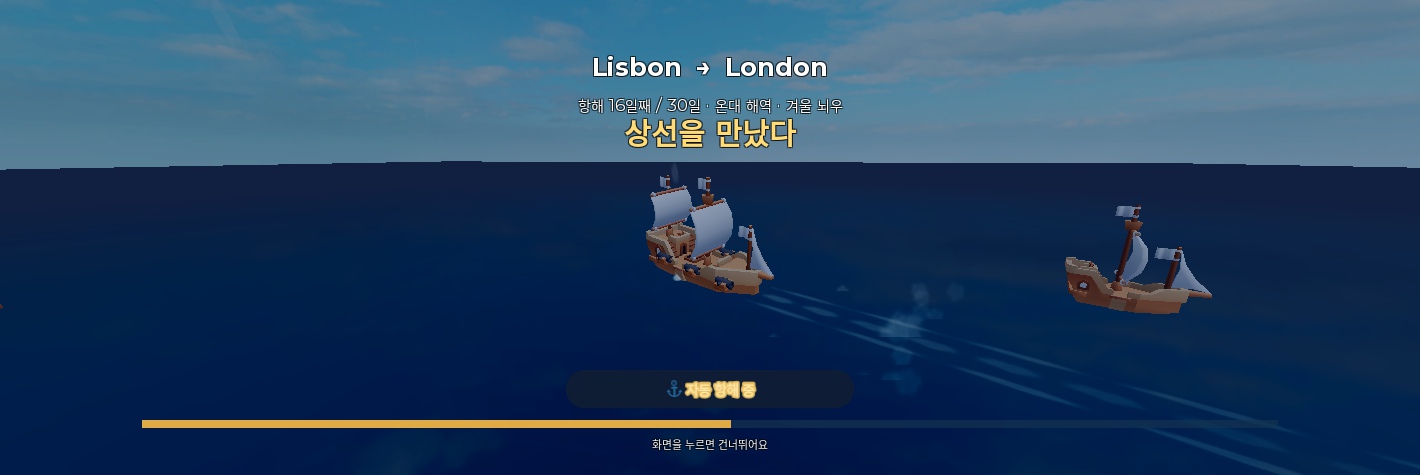 Lisbon → London
항해 16일째 / 30일 · 온대 해역 · 겨울 뇌우
상선을 만났다
⚓ 자동 항해 중
화면을 누르면 건너뛰어요